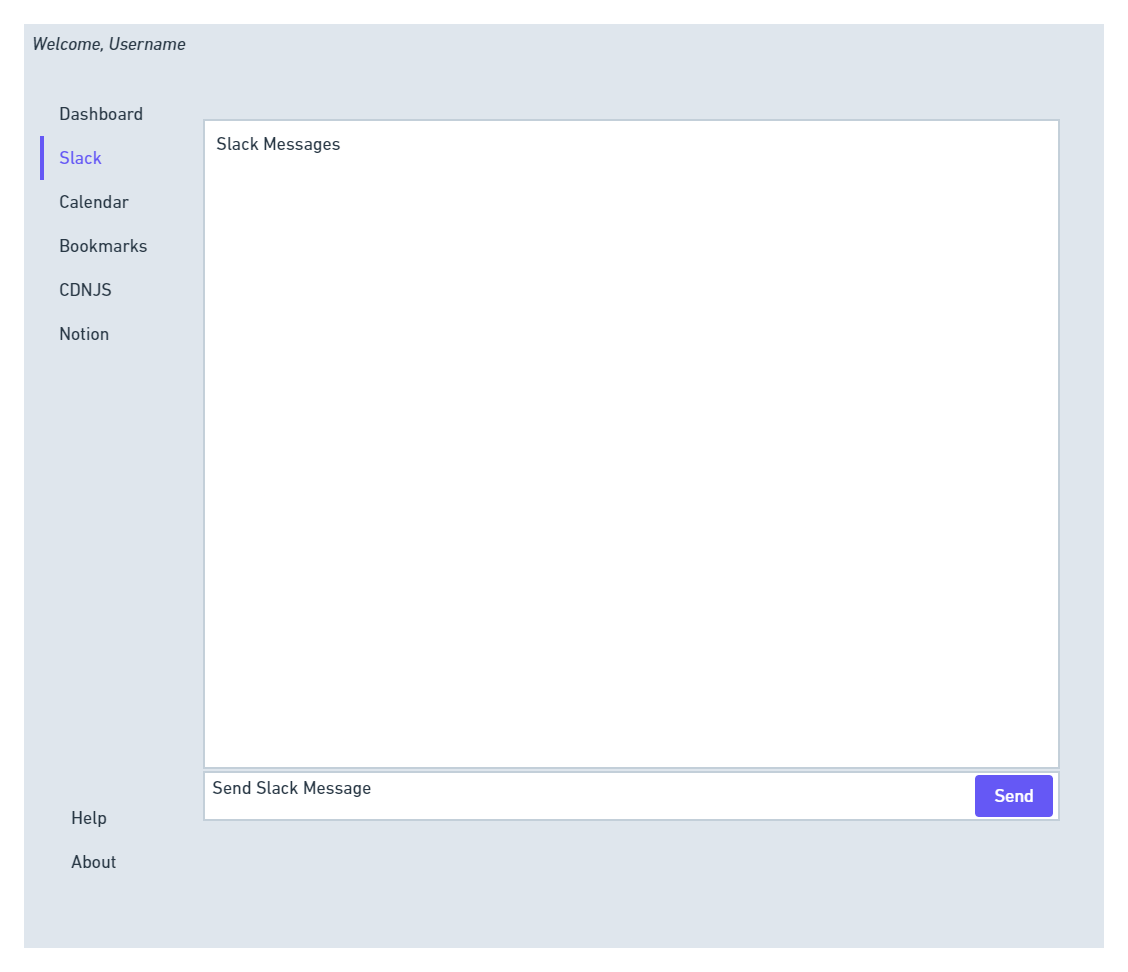 Welcome, Username
Dashboard
Slack
Calendar
Bookmarks
CDNJS
Notion
Help
About
Slack Messages
Send Slack Message
Send